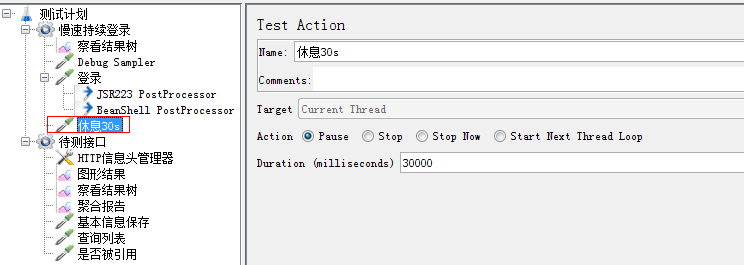 测试计划
慢速持续登录
察看结果树
Debug Sampler
登录
JSR223 PostProcessor
BeanShell PostProcessor
休息30s
待测接口
HTTP信息头管理器
图形结果
察看结果树
聚合报告
基本信息保存
查询列表
是否被引用
Test Action
Name: 休息30s
Comments:
Target Current Thread
Action Pause Stop Stop Now Start Next Thread Loop
Duration (milliseconds) 30000